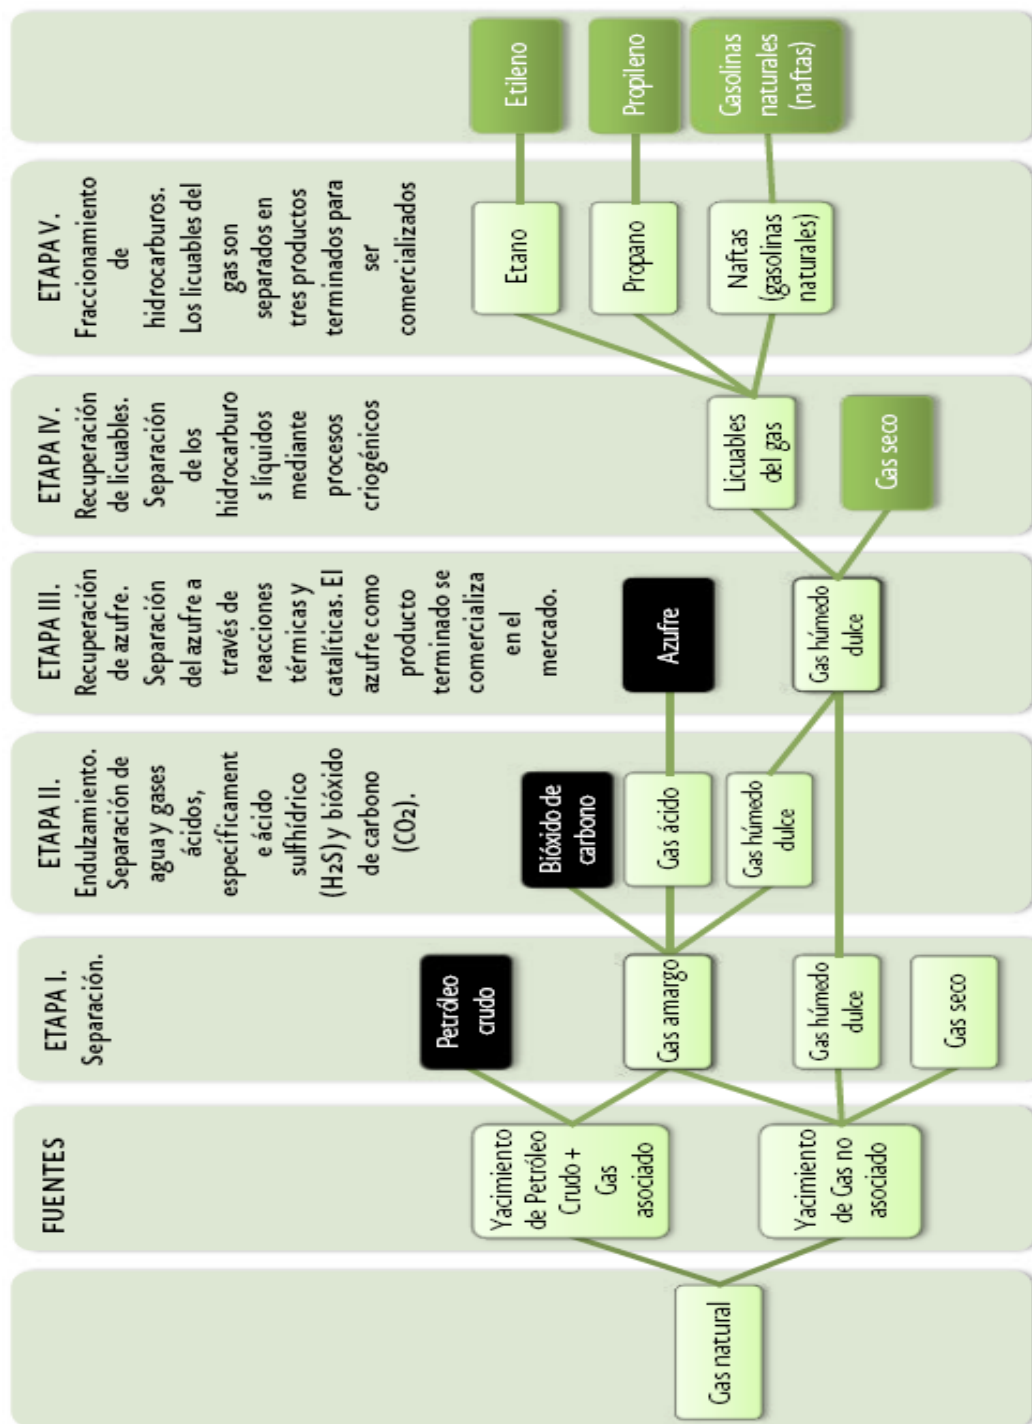 Gas natural
FUENTES
Yacimiento
de Petróleo
Crudo +
Gas
asociado
Yacimiento
de Gas no
asociado
ETAPA I.
Separación.
Petróleo
crudo
Gas amargo
Gas húmedo
dulce
Gas seco
ETAPA II.
Endulzamiento.
Separación de
agua y gases
ácidos,
específicament
e ácido
sulfhídrico
(H2S) y bióxido
de carbono
(CO2).
Bióxido de
carbono
Gas ácido
Gas húmedo
dulce
ETAPA III.
Recuperación
de azufre.
Separación
del azufre a
través de
reacciones
térmicas y
catalíticas. El
azufre como
producto
terminado se
comercializa
en el
mercado.
Azufre
Gas húmedo
dulce
ETAPA IV.
Recuperación
de licuables.
Separación
de los
hidrocarburo
s líquidos
mediante
procesos
criogénicos
Licuables
del gas
Gas seco
ETAPA V.
Fraccionamiento
de
hidrocarburos.
Los licuables del
gas son
separados en
tres productos
terminados para
ser
comercializados
Etano
Propano
Naftas
(gasolinas
naturales)
Etileno
Propileno
Gasolinas
naturales
(naftas)